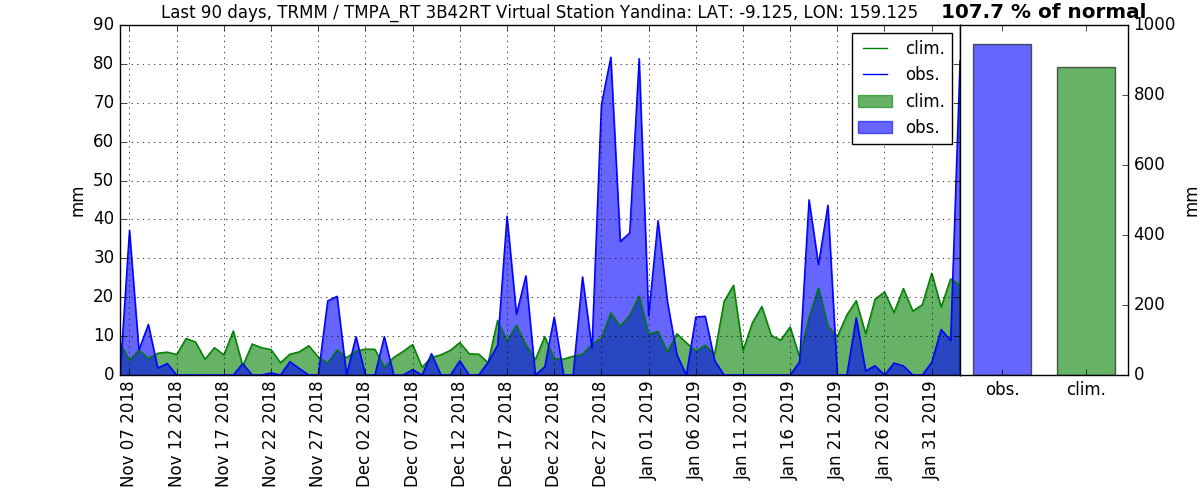 Last 90 days, TRMM / TMPA_RT 3B42RT Virtual Station Yandina: LAT: -9.125, LON: 159.125
107.7 % of normal
90
80
70
60
50
40
30
20
10
0
mm
clim.
obs.
clim.
obs.
1000
800
600
400
200
0
mm
obs.
clim.
Nov 07 2018
Nov 12 2018
Nov 17 2018
Nov 22 2018
Nov 27 2018
Dec 02 2018
Dec 07 2018
Dec 12 2018
Dec 17 2018
Dec 22 2018
Dec 27 2018
Jan 01 2019
Jan 06 2019
Jan 11 2019
Jan 16 2019
Jan 21 2019
Jan 26 2019
Jan 31 2019